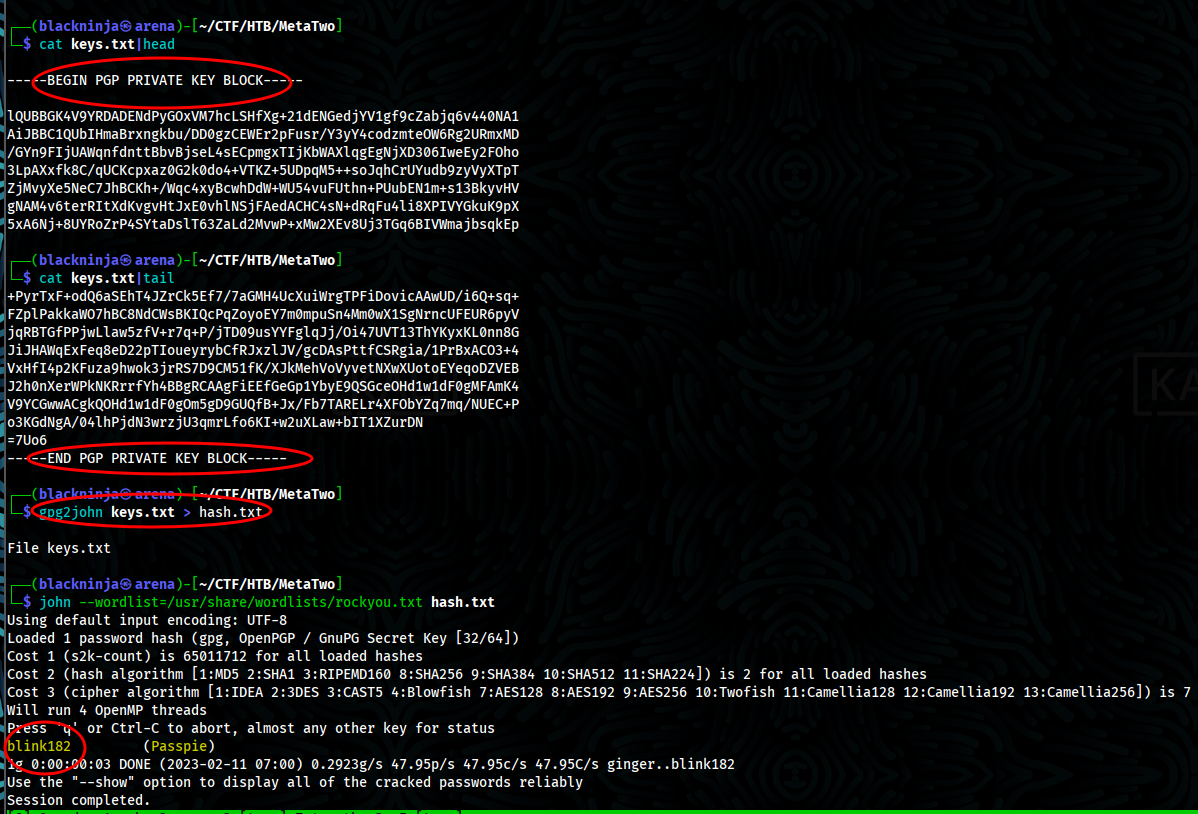 ┌──(blackninja㉿arena)-[~/CTF/HTB/MetaTwo]
└─$ cat keys.txt|head
-----BEGIN PGP PRIVATE KEY BLOCK-----
lQUBBGK4V9YRDADENdPyGOxVM7hcLSHfXg+21dENGedjYV1gf9cZabjq6v440NA1
AiJBBC1QUbIHmaBrxngkbu/DD0gzCEWEr2pFusr/Y3yY4codzmteOW6Rg2URmxMD
/GYn9FIjUAWqnfdnttBbvBjseL4sECpmgxTIjKbWAXlqgEgNjXD306IweEy2FOho
3LpAXxfk8C/qUCKcpxaz0G2k0do4+VTKZ+5UDpqM5++soJqhCrUYudb9zyVyXTpT
ZjMvyXe5NeC7JhBCKh+/Wqc4xyBcwhDdW+WU54vuFUthn+PUubEN1m+s13BkyvHV
gNAM4v6terRItXdKvgvHtJxE0vhlNSjFAedACHC4sN+dRqFu4li8XPIVYGkuK9pX
5xA6Nj+8UYRoZrP4SYtaDslT63ZaLd2MvwP+xMw2XEv8Uj3TGq6BIVWmajbsqkEp
┌──(blackninja㉿arena)-[~/CTF/HTB/MetaTwo]
└─$ cat keys.txt|tail
+PyrTxF+odQ6aSEhT4JZrCk5Ef7/7aGMH4UcXuiWrgTPFiDovicAAwUD/i6Q+sq+
FZplPakkaWO7hBC8NdCWsBKIQcPqZoyoEY7m0mpuSn4Mm0wX1SgNrncUFEUR6pyV
jqRBTGfPPjwLlaw5zfV+r7q+P/jTD09usYYFglqJj/Oi47UVT13ThYKyxKL0nn8G
JiJHAWqExFeq8eD22pTIoueyrybCfRJxzlJV/gcDAsPttfCSRgia/1PrBxACO3+4
VxHfI4p2KFuza9hwok3jrRS7D9CM51fK/XJkMehVoVyvetNXwXUotoEYeqoDZVEB
J2h0nXerWPkNKRrrfYh4BBgRCAAgFiEEfGeGp1YbyE9QSGceOHd1w1dF0gMFAmK4
V9YCGwwACgkQOHd1w1dF0gOm5gD9GUQfB+Jx/Fb7TARELr4XFObYZq7mq/NUEC+P
o3KGdNgA/04lhPjdN3wrzjU3qmrLfo6KI+w2uXLaw+bIT1XZurDN
=7Uo6
-----END PGP PRIVATE KEY BLOCK-----
┌──(blackninja㉿arena)-[~/CTF/HTB/MetaTwo]
└─$ gpg2john keys.txt > hash.txt
File keys.txt
┌──(blackninja㉿arena)-[~/CTF/HTB/MetaTwo]
└─$ john --wordlist=/usr/share/wordlists/rockyou.txt hash.txt
Using default input encoding: UTF-8
Loaded 1 password hash (gpg, OpenPGP / GnuPG Secret Key [32/64])
Cost 1 (s2k-count) is 65011712 for all loaded hashes
Cost 2 (hash algorithm [1:MD5 2:SHA1 3:RIPEMD160 8:SHA256 9:SHA384 10:SHA512 11:SHA224]) is 2 for all loaded hashes
Cost 3 (cipher algorithm [1:IDEA 2:3DES 3:CAST5 4:Blowfish 7:AES128 8:AES192 9:AES256 10:Twofish 11:Camellia128 12:Camellia192 13:Camellia256]) is 7
Will run 4 OpenMP threads
Press 'q' or Ctrl-C to abort, almost any other key for status
blink182         (Passpie)
1g 0:00:00:03 DONE (2023-02-11 07:00) 0.2923g/s 47.95p/s 47.95c/s 47.95C/s ginger..blink182
Use the "--show" option to display all of the cracked passwords reliably
Session completed.
KA